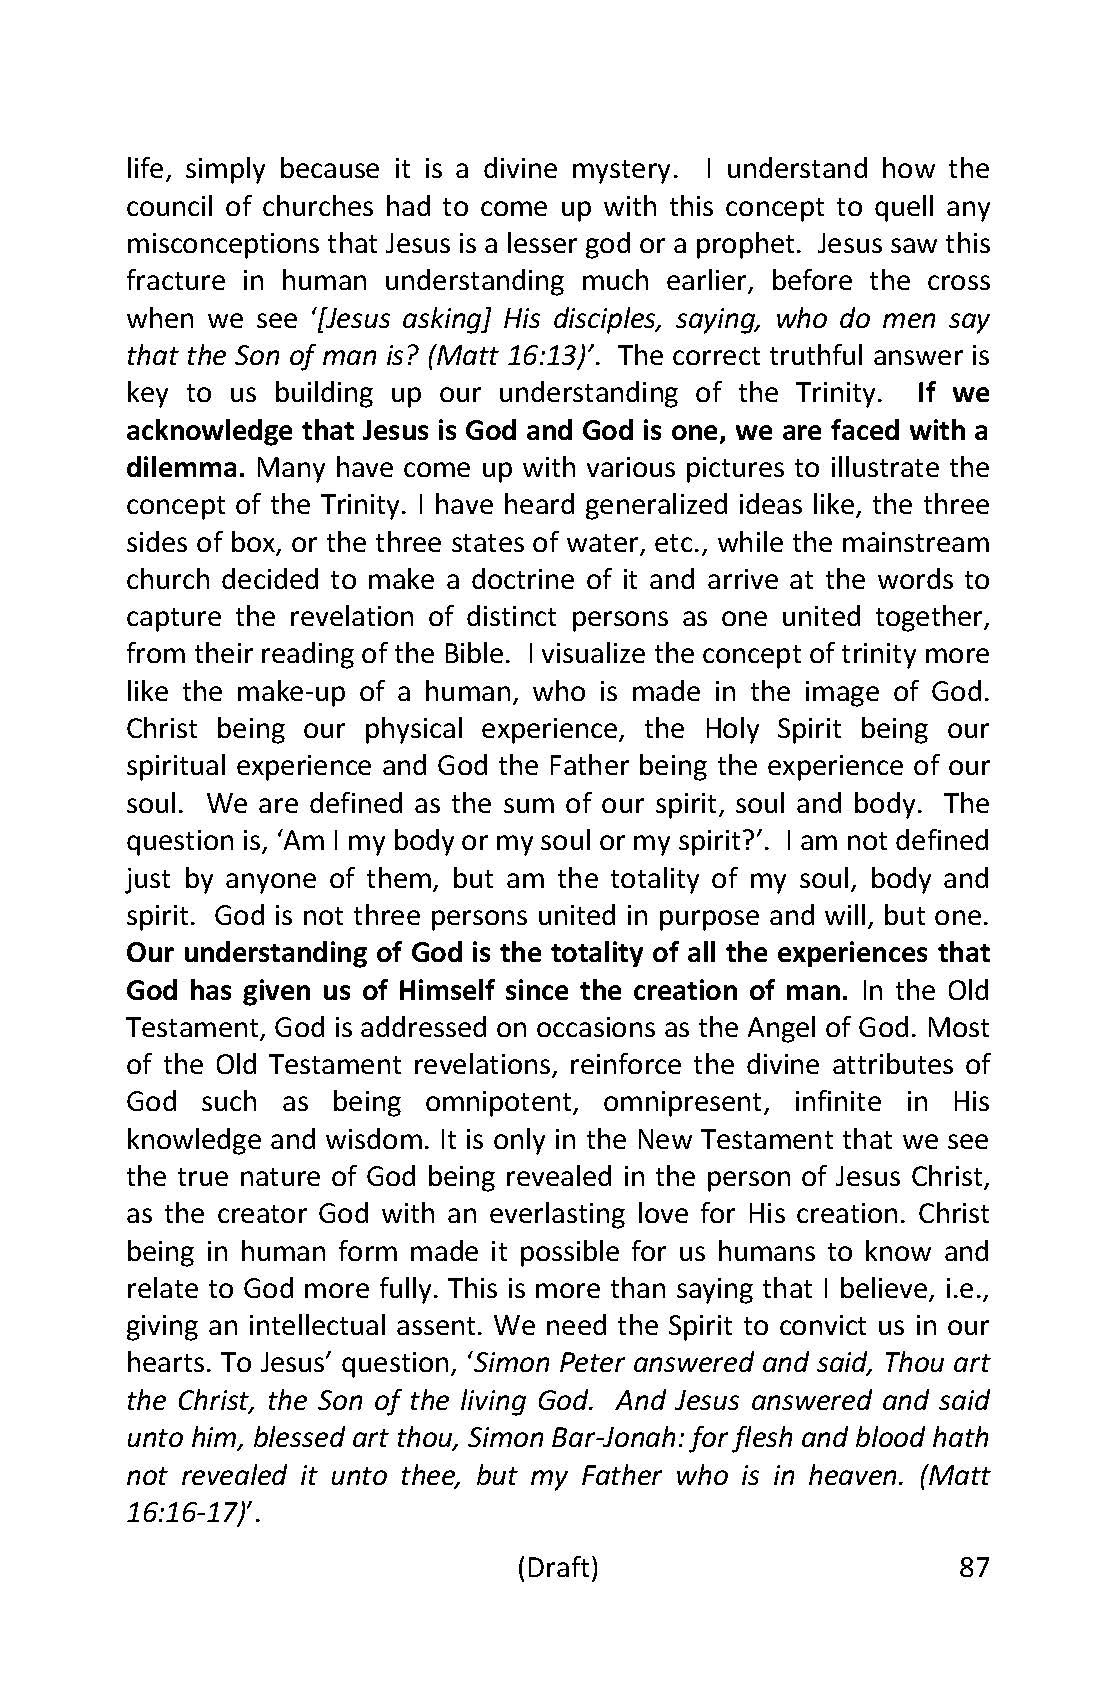 life, simply because it is a divine mystery.  I understand how the
council of churches had to come up with this concept to quell any
misconceptions that Jesus is a lesser god or a prophet.  Jesus saw this
fracture in human understanding much earlier, before the cross
when we see ‘[Jesus asking] His disciples, saying, who do men say
that the Son of man is? (Matt 16:13)’.  The correct truthful answer is
key to us building up our understanding of the Trinity.  If we
acknowledge that Jesus is God and God is one, we are faced with a
dilemma. Many have come up with various pictures to illustrate the
concept of the Trinity. I have heard generalized ideas like, the three
sides of box, or the three states of water, etc., while the mainstream
church decided to make a doctrine of it and arrive at the words to
capture the revelation of distinct persons as one united together,
from their reading of the Bible.  I visualize the concept of trinity more
like the make-up of a human, who is made in the image of God.
Christ being our physical experience, the Holy Spirit being our
spiritual experience and God the Father being the experience of our
soul.  We are defined as the sum of our spirit, soul and body.  The
question is, ‘Am I my body or my soul or my spirit?’.  I am not defined
just by anyone of them, but am the totality of my soul, body and
spirit.  God is not three persons united in purpose and will, but one.
Our understanding of God is the totality of all the experiences that
God has given us of Himself since the creation of man. In the Old
Testament, God is addressed on occasions as the Angel of God. Most
of the Old Testament revelations, reinforce the divine attributes of
God such as being omnipotent, omnipresent, infinite in His
knowledge and wisdom. It is only in the New Testament that we see
the true nature of God being revealed in the person of Jesus Christ,
as the creator God with an everlasting love for His creation. Christ
being in human form made it possible for us humans to know and
relate to God more fully. This is more than saying that I believe, i.e.,
giving an intellectual assent. We need the Spirit to convict us in our
hearts. To Jesus’ question, ‘Simon Peter answered and said, Thou art
the Christ, the Son of the living God.  And Jesus answered and said
unto him, blessed art thou, Simon Bar-Jonah: for flesh and blood hath
not revealed it unto thee, but my Father who is in heaven. (Matt
16:16-17)’.
(Draft) 87